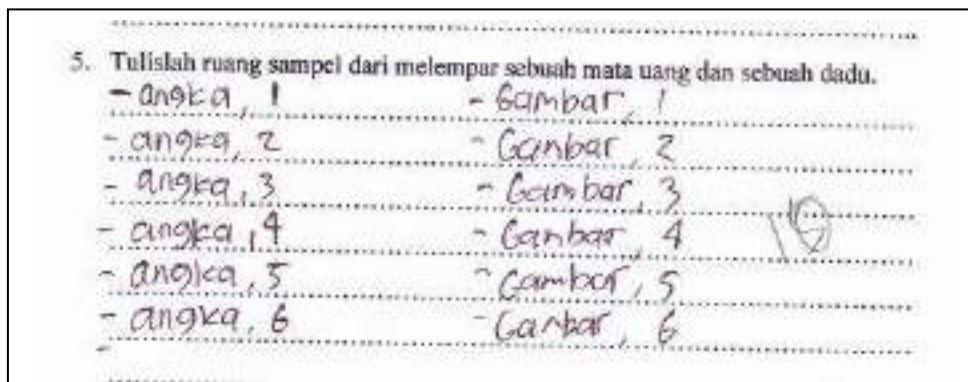 5. Tulislah ruang sampel dari melempar sebuah mata uang dan sebuah dadu.
- angka, 1 - Gambar, 1
- angka, 2 - Gambar, 2
- angka, 3 - Gambar, 3
- angka, 4 - Gambar, 4
- angka, 5 - Gambar, 5
- angka, 6 - Gambar, 6
-